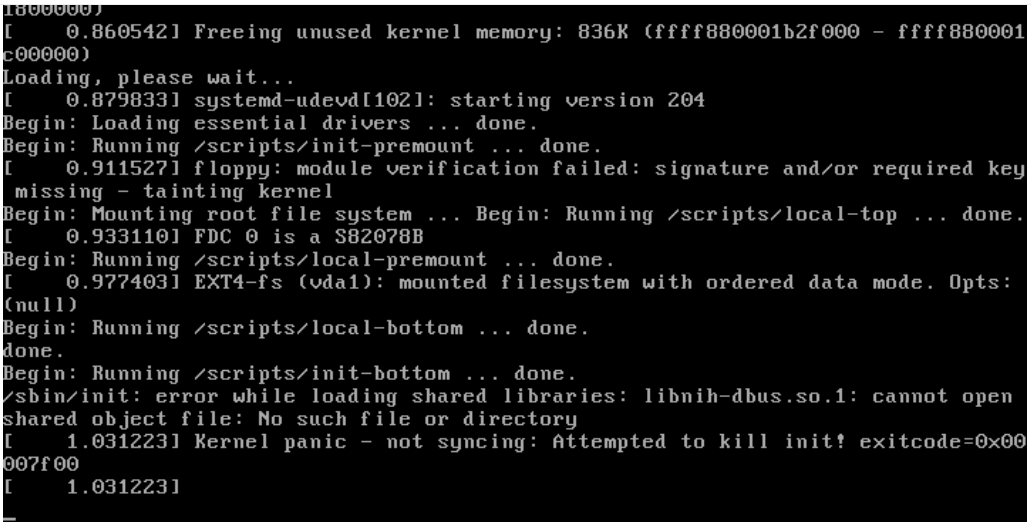 1800000)
[    0.860542] Freeing unused kernel memory: 836K (ffff880001b2f000 - ffff880001
c00000)
Loading, please wait...
[    0.879833] systemd-udevd[102]: starting version 204
Begin: Loading essential drivers ... done.
Begin: Running /scripts/init-premount ... done.
[    0.911527] floppy: module verification failed: signature and/or required key
 missing - tainting kernel
Begin: Mounting root file system ... Begin: Running /scripts/local-top ... done.
[    0.933110] FDC 0 is a S82078B
Begin: Running /scripts/local-premount ... done.
[    0.977403] EXT4-fs (vda1): mounted filesystem with ordered data mode. Opts:
(null)
Begin: Running /scripts/local-bottom ... done.
done.
Begin: Running /scripts/init-bottom ... done.
/sbin/init: error while loading shared libraries: libnih-dbus.so.1: cannot open
shared object file: No such file or directory
[    1.031223] Kernel panic - not syncing: Attempted to kill init! exitcode=0x00
007f00
[    1.031223]